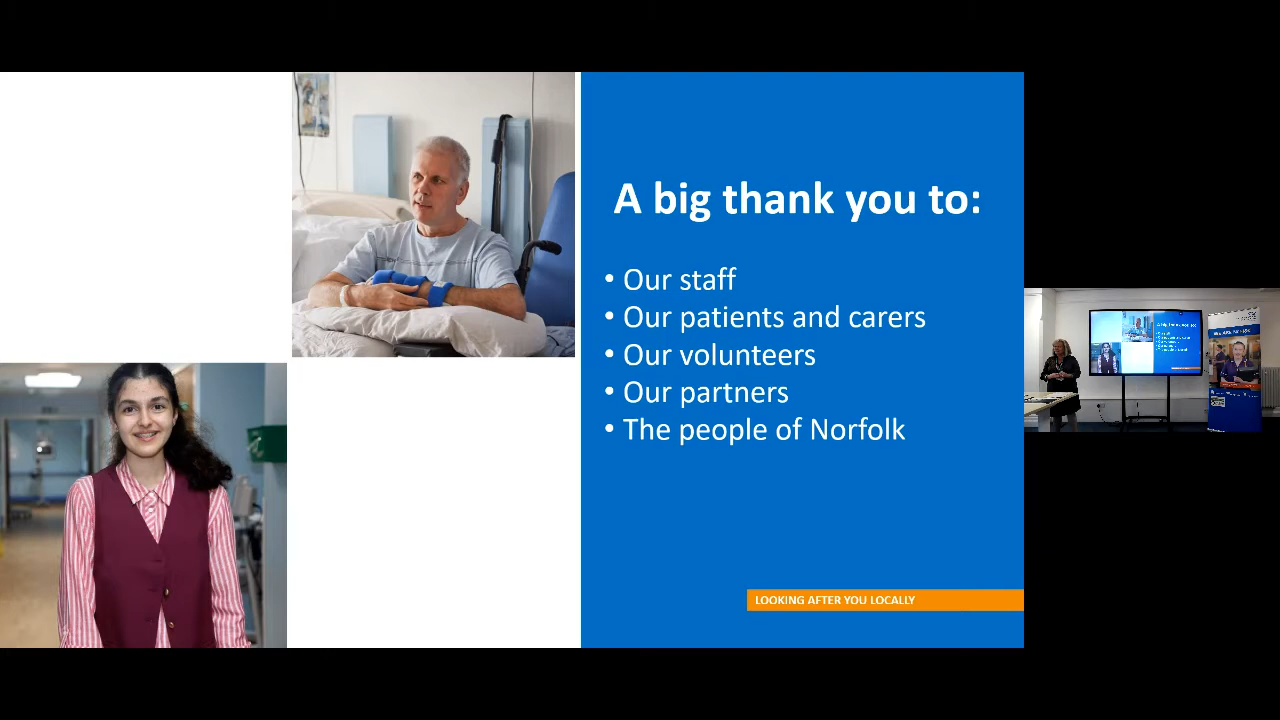 A big thank you to:
• Our staff
• Our patients and carers
• Our volunteers
• Our partners
• The people of Norfolk
LOOKING AFTER YOU LOCALLY